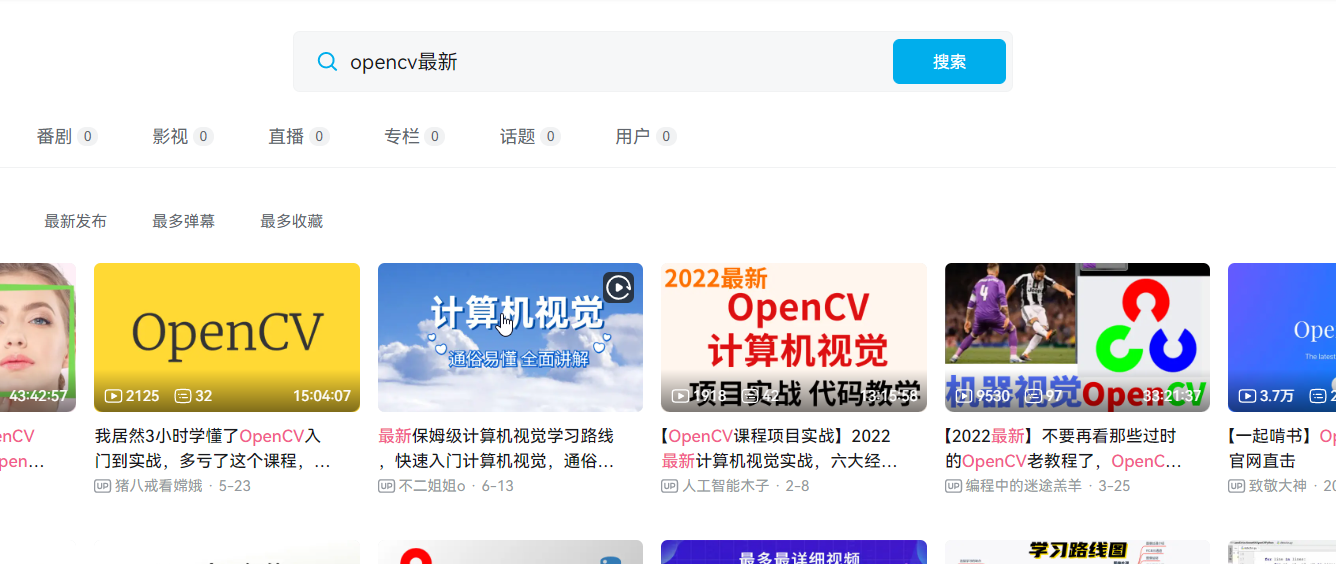 opencv最新
搜索
番剧 0
影视 0
直播 0
专栏 0
话题 0
用户 0
最新发布
最多弹幕
最多收藏
43:42:57
enCV
pen...
OpenCV
2125 32 15:04:07
我居然3小时学懂了OpenCV入
门到实战，多亏了这个课程，...
UP 猪八戒看嫦娥 · 5-23
计算机视觉
通俗易懂 全面讲解
最新保姆级计算机视觉学习路线
，快速入门计算机视觉，通俗...
UP 不二姐姐o · 6-13
2022最新
OpenCV
计算机视觉
项目实战 代码教学
1918 42 13:15:58
【OpenCV课程项目实战】2022
最新计算机视觉实战，六大经...
UP 人工智能木子 · 2-8
机器视觉OpenCV
9530 97 33:21:37
【2022最新】不要再看那些过时
的OpenCV老教程了，OpenC...
UP 编程中的迷途羔羊 · 3-25
Ope
The latest
3.7万 2
【一起啃书】Op
官网直击
UP 致敬大神 · 20
最多最详细视频
学习路线图